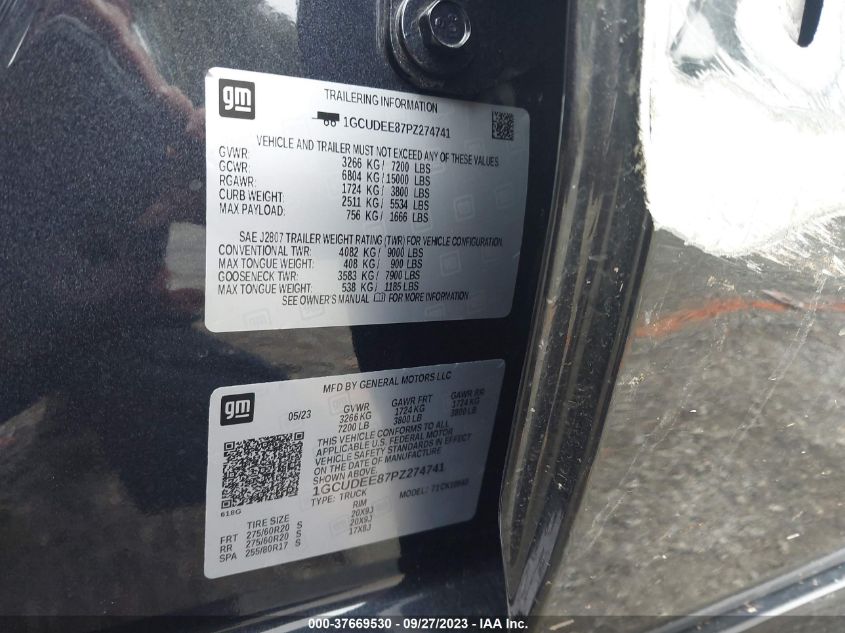 gm
TRAILERING INFORMATION
86 1GCUDEE87PZ274741
VEHICLE AND TRAILER MUST NOT EXCEED ANY OF THESE VALUES
GVWR: 3266 KG/ 7200 LBS
GCWR: 6804 KG/ 15000 LBS
RGAWR: 1724 KG/ 3800 LBS
CURB WEIGHT: 2511 KG/ 5534 LBS
MAX PAYLOAD: 756 KG/ 1666 LBS
SAE J2807 TRAILER WEIGHT RATING (TWR) FOR VEHICLE CONFIGURATION
CONVENTIONAL TWR: 4082 KG/ 9000 LBS
MAX TONGUE WEIGHT: 408 KG/ 900 LBS
GOOSENECK TWR: 3583 KG/ 7900 LBS
MAX TONGUE WEIGHT: 538 KG/ 1185 LBS
SEE OWNER'S MANUAL FOR MORE INFORMATION
gm
MFD BY GENERAL MOTORS LLC
05/23 GVWR GAWR FRT GAWR RR
3266 KG 1724 KG 1724 KG
7200 LB 3800 LB 3800 LB
THIS VEHICLE CONFORMS TO ALL
APPLICABLE U.S. FEDERAL MOTOR
VEHICLE SAFETY STANDARDS IN EFFECT
ON THE DATE OF MANUFACTURE
SHOWN ABOVE.
1GCUDEE87PZ274741
TYPE: TRUCK MODEL:
618G
TIRE SIZE RIM
FRT 275/60R20 S 20X9J
RR 275/60R20 S 20X9J
SPA 255/80R17 S 17X8J
000-37669530 - 09/27/2023 - IAA Inc.